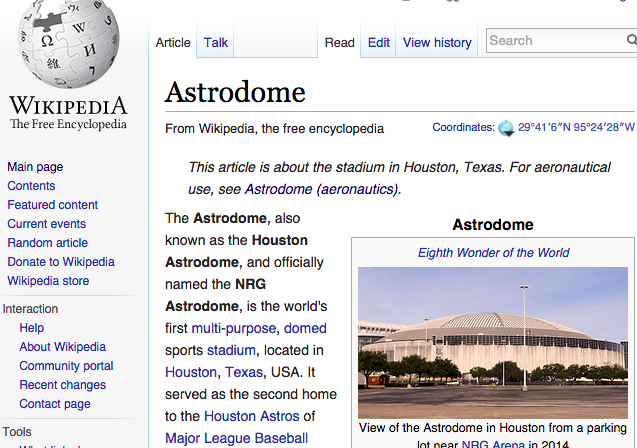 WIKIPEDIA
The Free Encyclopedia
Main page
Contents
Featured content
Current events
Random article
Donate to Wikipedia
Wikipedia store
Interaction
Help
About Wikipedia
Community portal
Recent changes
Contact page
Tools
Article
Talk
Read
Edit
View history
Search
Astrodome
From Wikipedia, the free encyclopedia
Coordinates: 29°41′6″N 95°24′28″W
This article is about the stadium in Houston, Texas. For aeronautical
use, see Astrodome (aeronautics).
The Astrodome, also
known as the Houston
Astrodome, and officially
named the NRG
Astrodome, is the world's
first multi-purpose, domed
sports stadium, located in
Houston, Texas, USA. It
served as the second home
to the Houston Astros of
Major League Baseball
Astrodome
Eighth Wonder of the World
View of the Astrodome in Houston from a parking
lot near NRG Arena in 2014